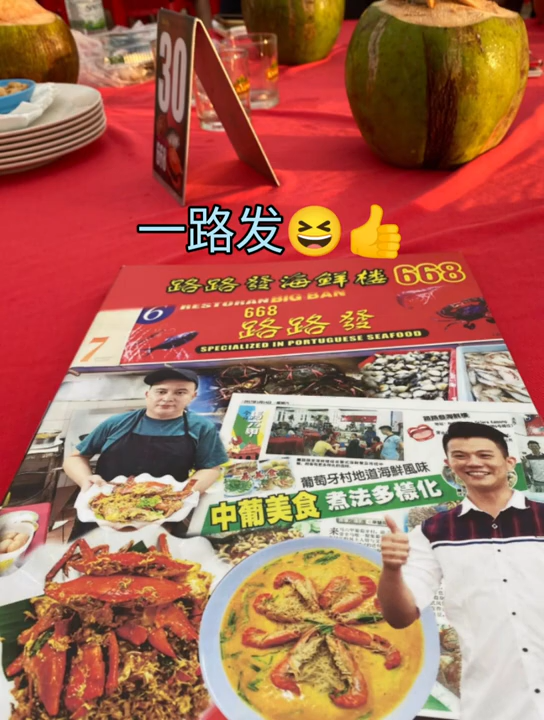 30
668
一路发😆👍
路路發海鮮楼 668
RESTORAN BIG BAN
6
668
7
路路發
SPECIALIZED IN PORTUGUESE SEAFOOD
葡萄牙村地道海鮮風味
中葡美食 煮法多樣化